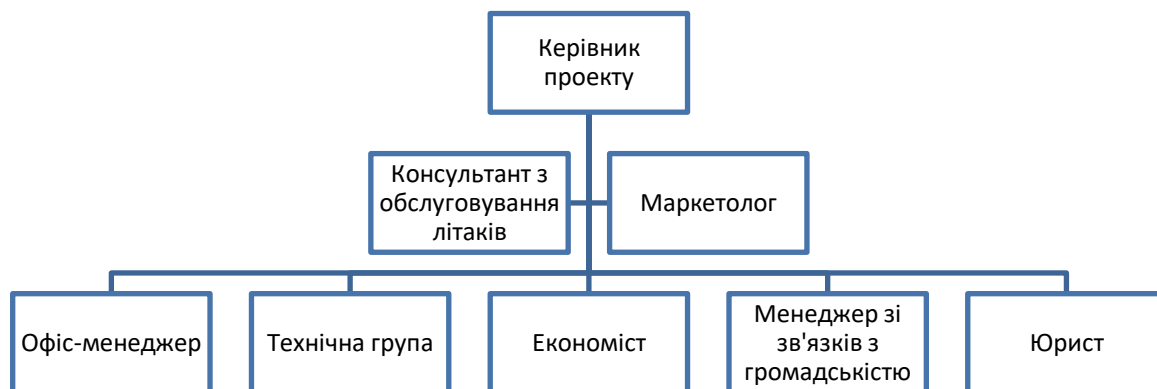 Керівник
проекту
Консультант з
обслуговування
літаків
Маркетолог
Офіс-менеджер
Технічна група
Економіст
Менеджер зі
зв'язків з
громадськістю
Юрист